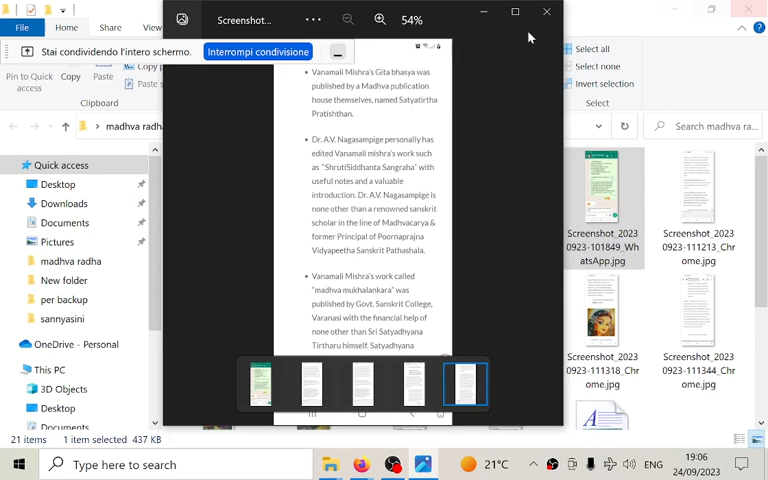 File
Home
Share
View
Screenshot...
54%
Stai condividendo l'intero schermo.
Interrompi condivisione
Pin to Quick
access
Copy
Paste
Copy
Paste
Clipboard
Select all
Select none
Invert selection
Select
madhva radha
Search madhva ra...
Quick access
Desktop
Downloads
Documents
Pictures
madhva radha
New folder
per backup
sannyasini
OneDrive - Personal
This PC
3D Objects
Desktop
Documents
• Vanamali Mishra's Gita bhasya was
published by a Madhva publication
house themselves, named Satyatirtha
Pratishthan.
• Dr. A.V. Nagasampige personally has
edited Vanamali mishra's work such
as "ShrutiSiddhanta Sangraha" with
useful notes and a valuable
introduction. Dr. A.V. Nagasampige is
none other than a renowned sanskrit
scholar in the line of Madhvacarya &
former Principal of Poornaprajna
Vidyapeetha Sanskrit Pathashala.
• Vanamali Mishra's work called
"madhva mukhalankara" was
published by Govt. Sanskrit College,
Varanasi with the financial help of
none other than Sri Satyadhyana
Tirtharu himself. Satyadhyana
Screenshot_2023
0923-101849_Wh
atsApp.jpg
Screenshot_2023
0923-111213_Chr
ome.jpg
Screenshot_2023
0923-111318_Chr
ome.jpg
Screenshot_2023
0923-111344_Chr
ome.jpg
21 items
1 item selected
437 KB
Type here to search
21°C
ENG
19:06
24/09/2023